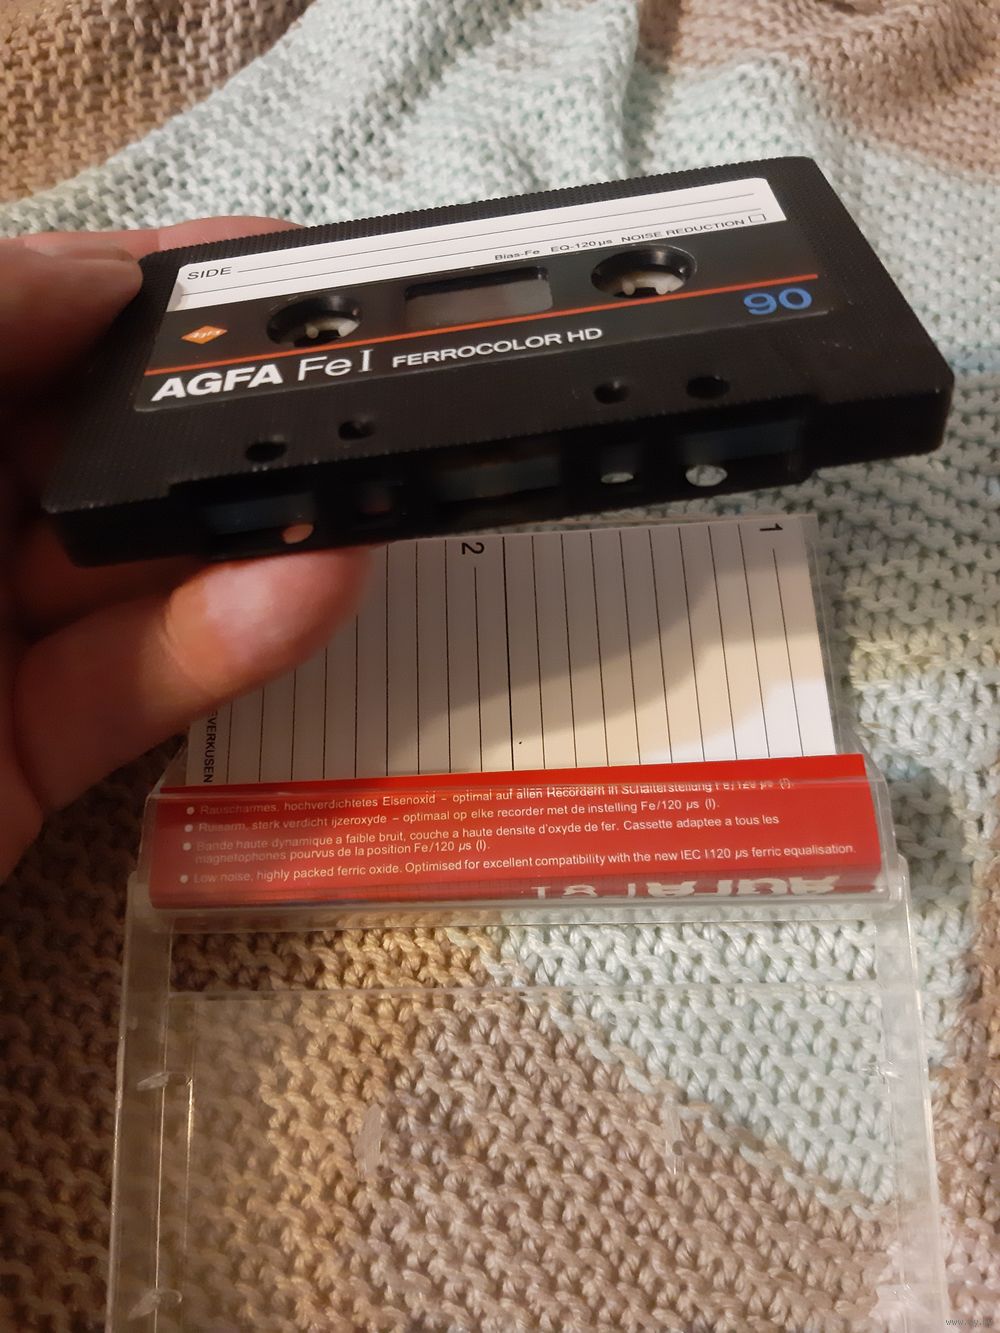 SIDE
Bias-Fe EQ-120 µs NOISE REDUCTION
Agfa
90
AGFA Fe I FERROCOLOR HD
2
1
EVERKUSEN
• Rauscharmes, hochverdichtetes Eisenoxid – optimal auf allen Recordern in Schalterstellung Fe/120 µs (I).
• Ruisarm, sterk verdicht ijzeroxyde – optimaal op elke recorder met de instelling Fe/120 µs (I).
• Bande haute dynamique a faible bruit, couche a haute densite d'oxyde de fer. Cassette adaptee a tous les
magnetophones pourvus de la position Fe/120 µs (I).
• Low noise, highly packed ferric oxide. Optimised for excellent compatibility with the new IEC I 120 µs ferric equalisation.